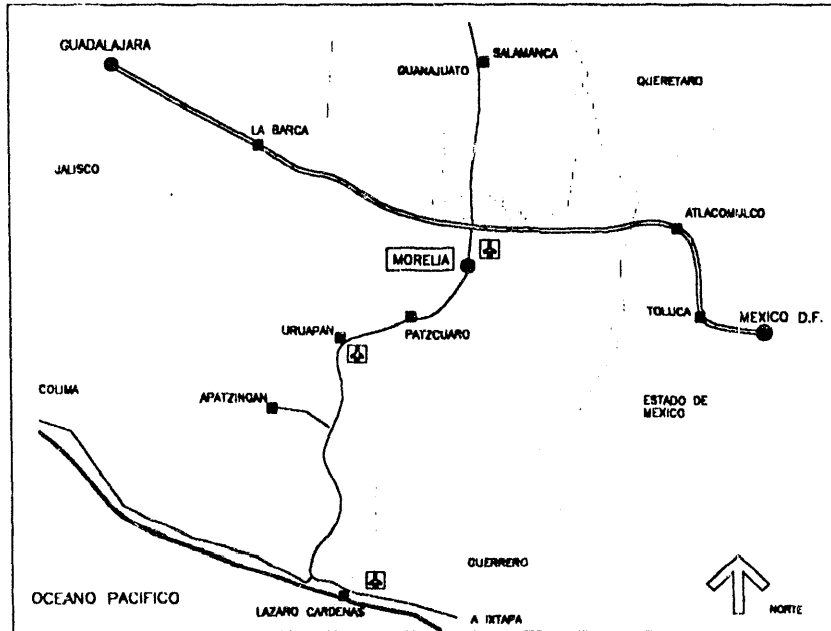 GUADALAJARA
SALAMANCA
GUANAJUATO
QUERETARO
LA BARCA
JALISCO
ATLACOMULCO
MORELIA
TOLUCA
MEXICO D.F.
URUAPAN
PATZCUARO
COLIMA
APATZINGAN
ESTADO DE
MEXICO
GUERRERO
OCEANO PACIFICO
LAZARO CARDENAS
A IXTAPA
NORTE